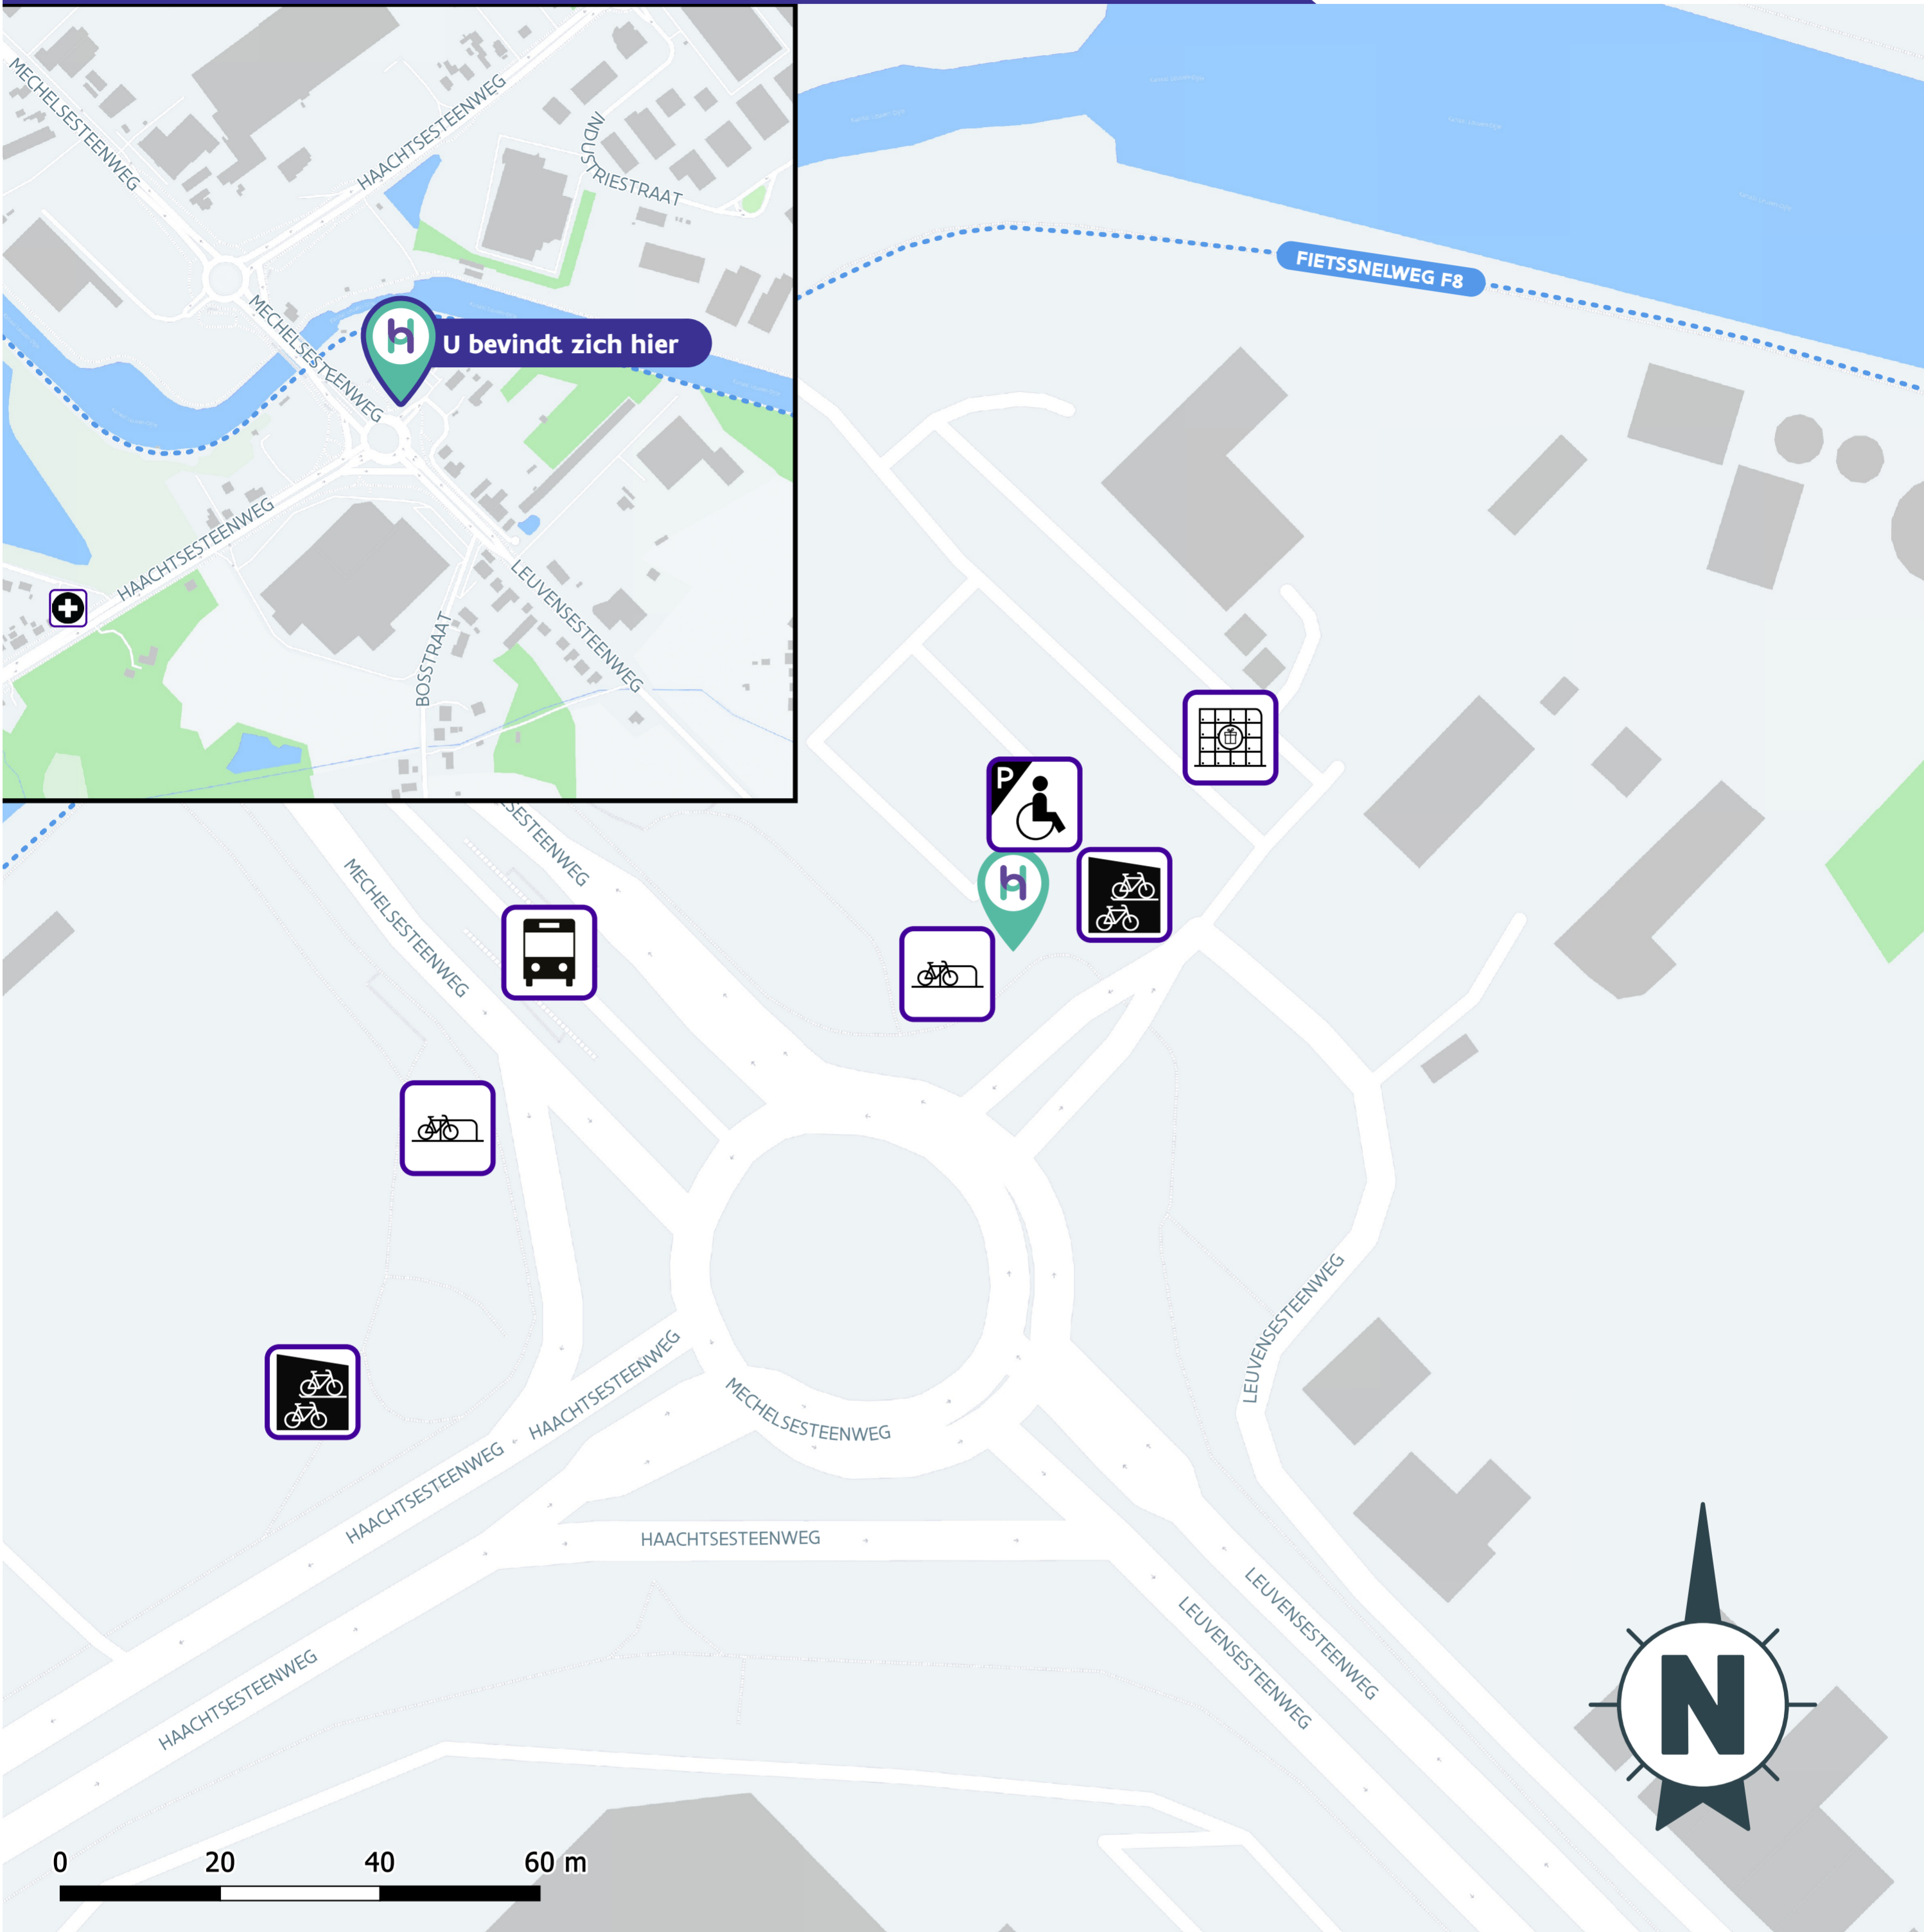 MECHELSESTEENWEG
HAACHTSESTEENWEG
INDUSTRIESTRAAT
MECHELSESTEENWEG
U bevindt zich hier
HAACHTSESTEENWEG
LEUVENSESTEENWEG
BOSSTRAAT
FIETSSNELWEG F8
P
SESTEENWEG
MECHELSESTEENWEG
LEUVENSESTEENWEG
HAACHTSESTEENWEG
MECHELSESTEENWEG
HAACHTSESTEENWEG
HAACHTSESTEENWEG
LEUVENSESTEENWEG
LEUVENSESTEENWEG
HAACHTSESTEENWEG
N
0 20 40 60 m